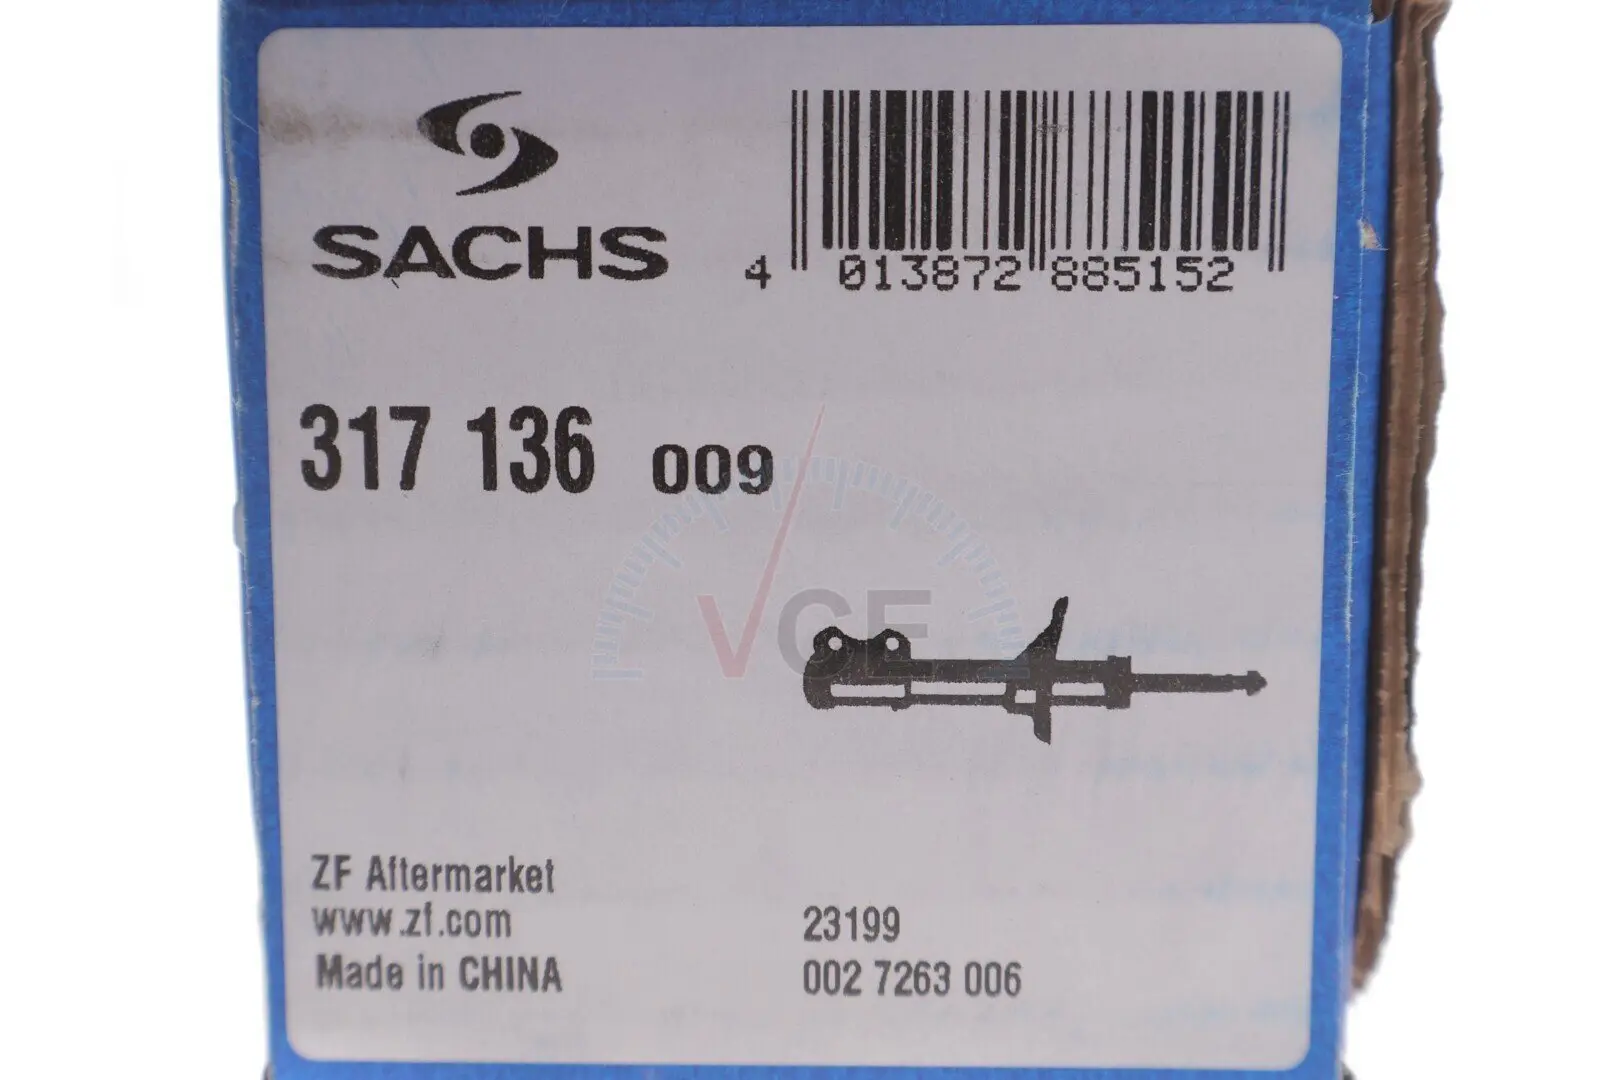 SACHS
4 013872 885152
317 136 009
VCE
ZF Aftermarket
www.zf.com
Made in CHINA
23199
002 7263 006